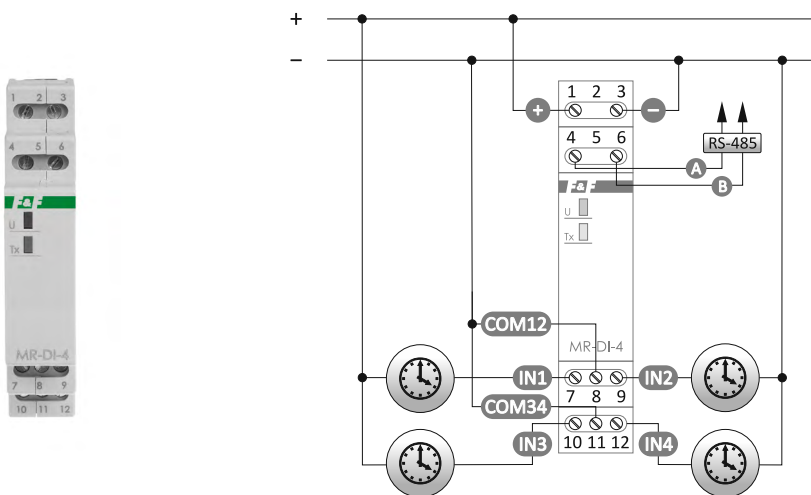 1 2 3
4 5 6
F&F
U
Tx
MR-DI-4
7 8 9
10 11 12
+
−
1 2 3
+
−
4 5 6
RS-485
A
B
F&F
U
Tx
COM12
MR-DI-4
IN1
IN2
7 8 9
COM34
IN3
10 11 12
IN4